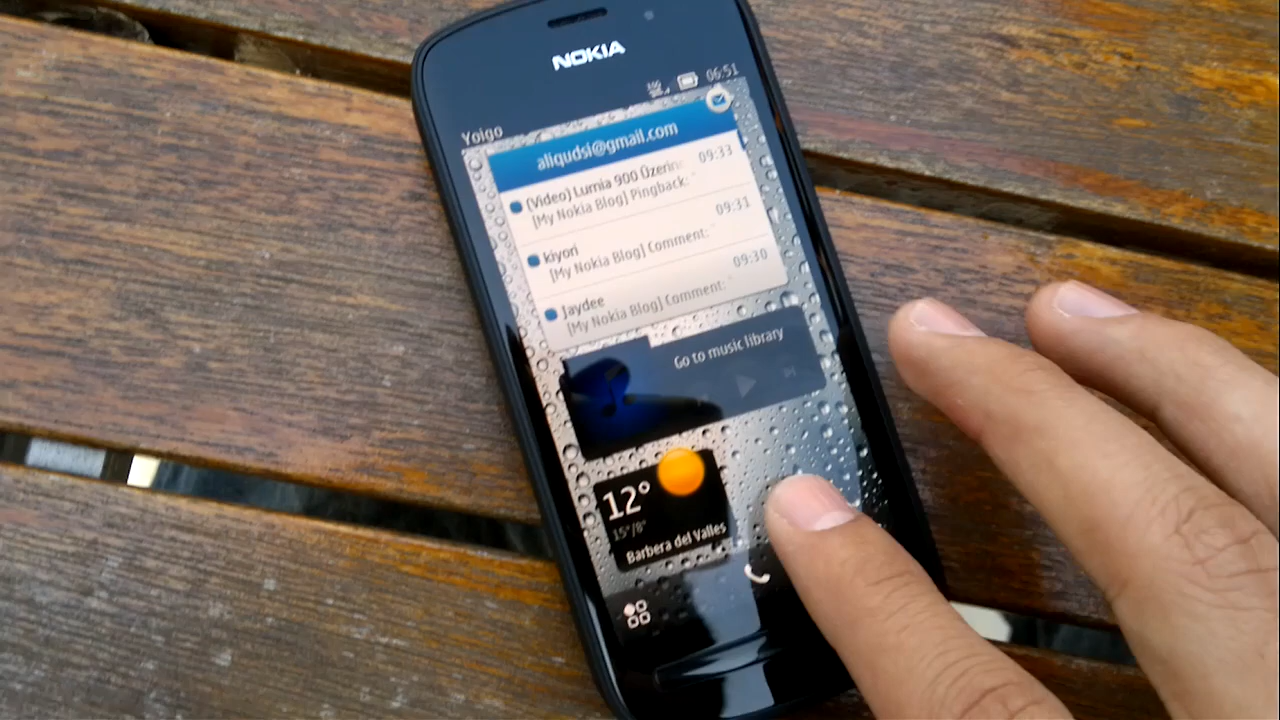 NOKIA
06:51
Yoigo
aliqudsi@gmail.com
(Video) Lumia 900 Üzerin
09:33
[My Nokia Blog] Pingback:
09:31
kiyori
[My Nokia Blog] Comment:
09:30
Jaydee
[My Nokia Blog] Comment:
Go to music library
12°
15°/8°
Barbera del Valles